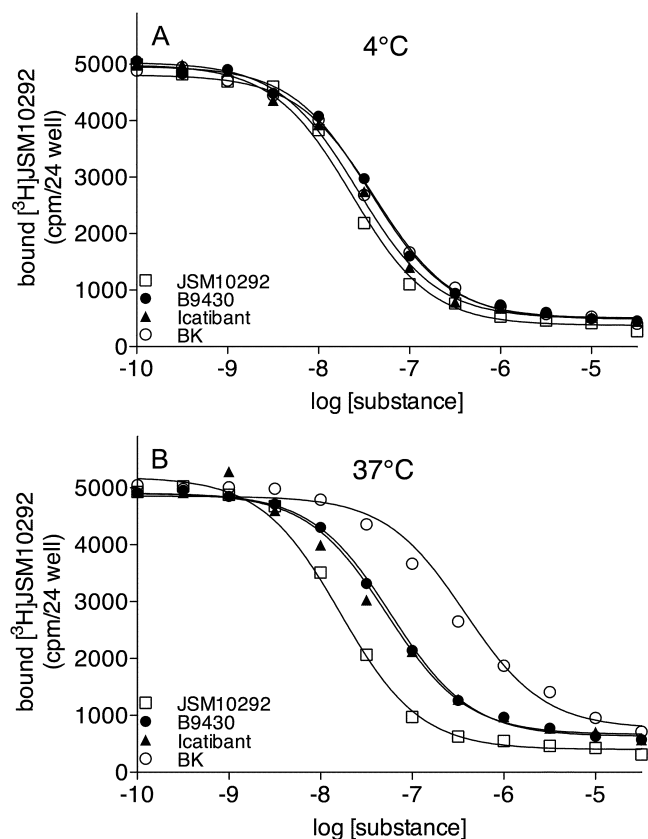 A
4°C
5000
4000
3000
2000
1000
0
bound [³H]JSM10292
(cpm/24 well)
JSM10292
B9430
Icatibant
BK
-10 -9 -8 -7 -6 -5
log [substance]
B
37°C
5000
4000
3000
2000
1000
0
bound [³H]JSM10292
(cpm/24 well)
JSM10292
B9430
Icatibant
BK
-10 -9 -8 -7 -6 -5
log [substance]